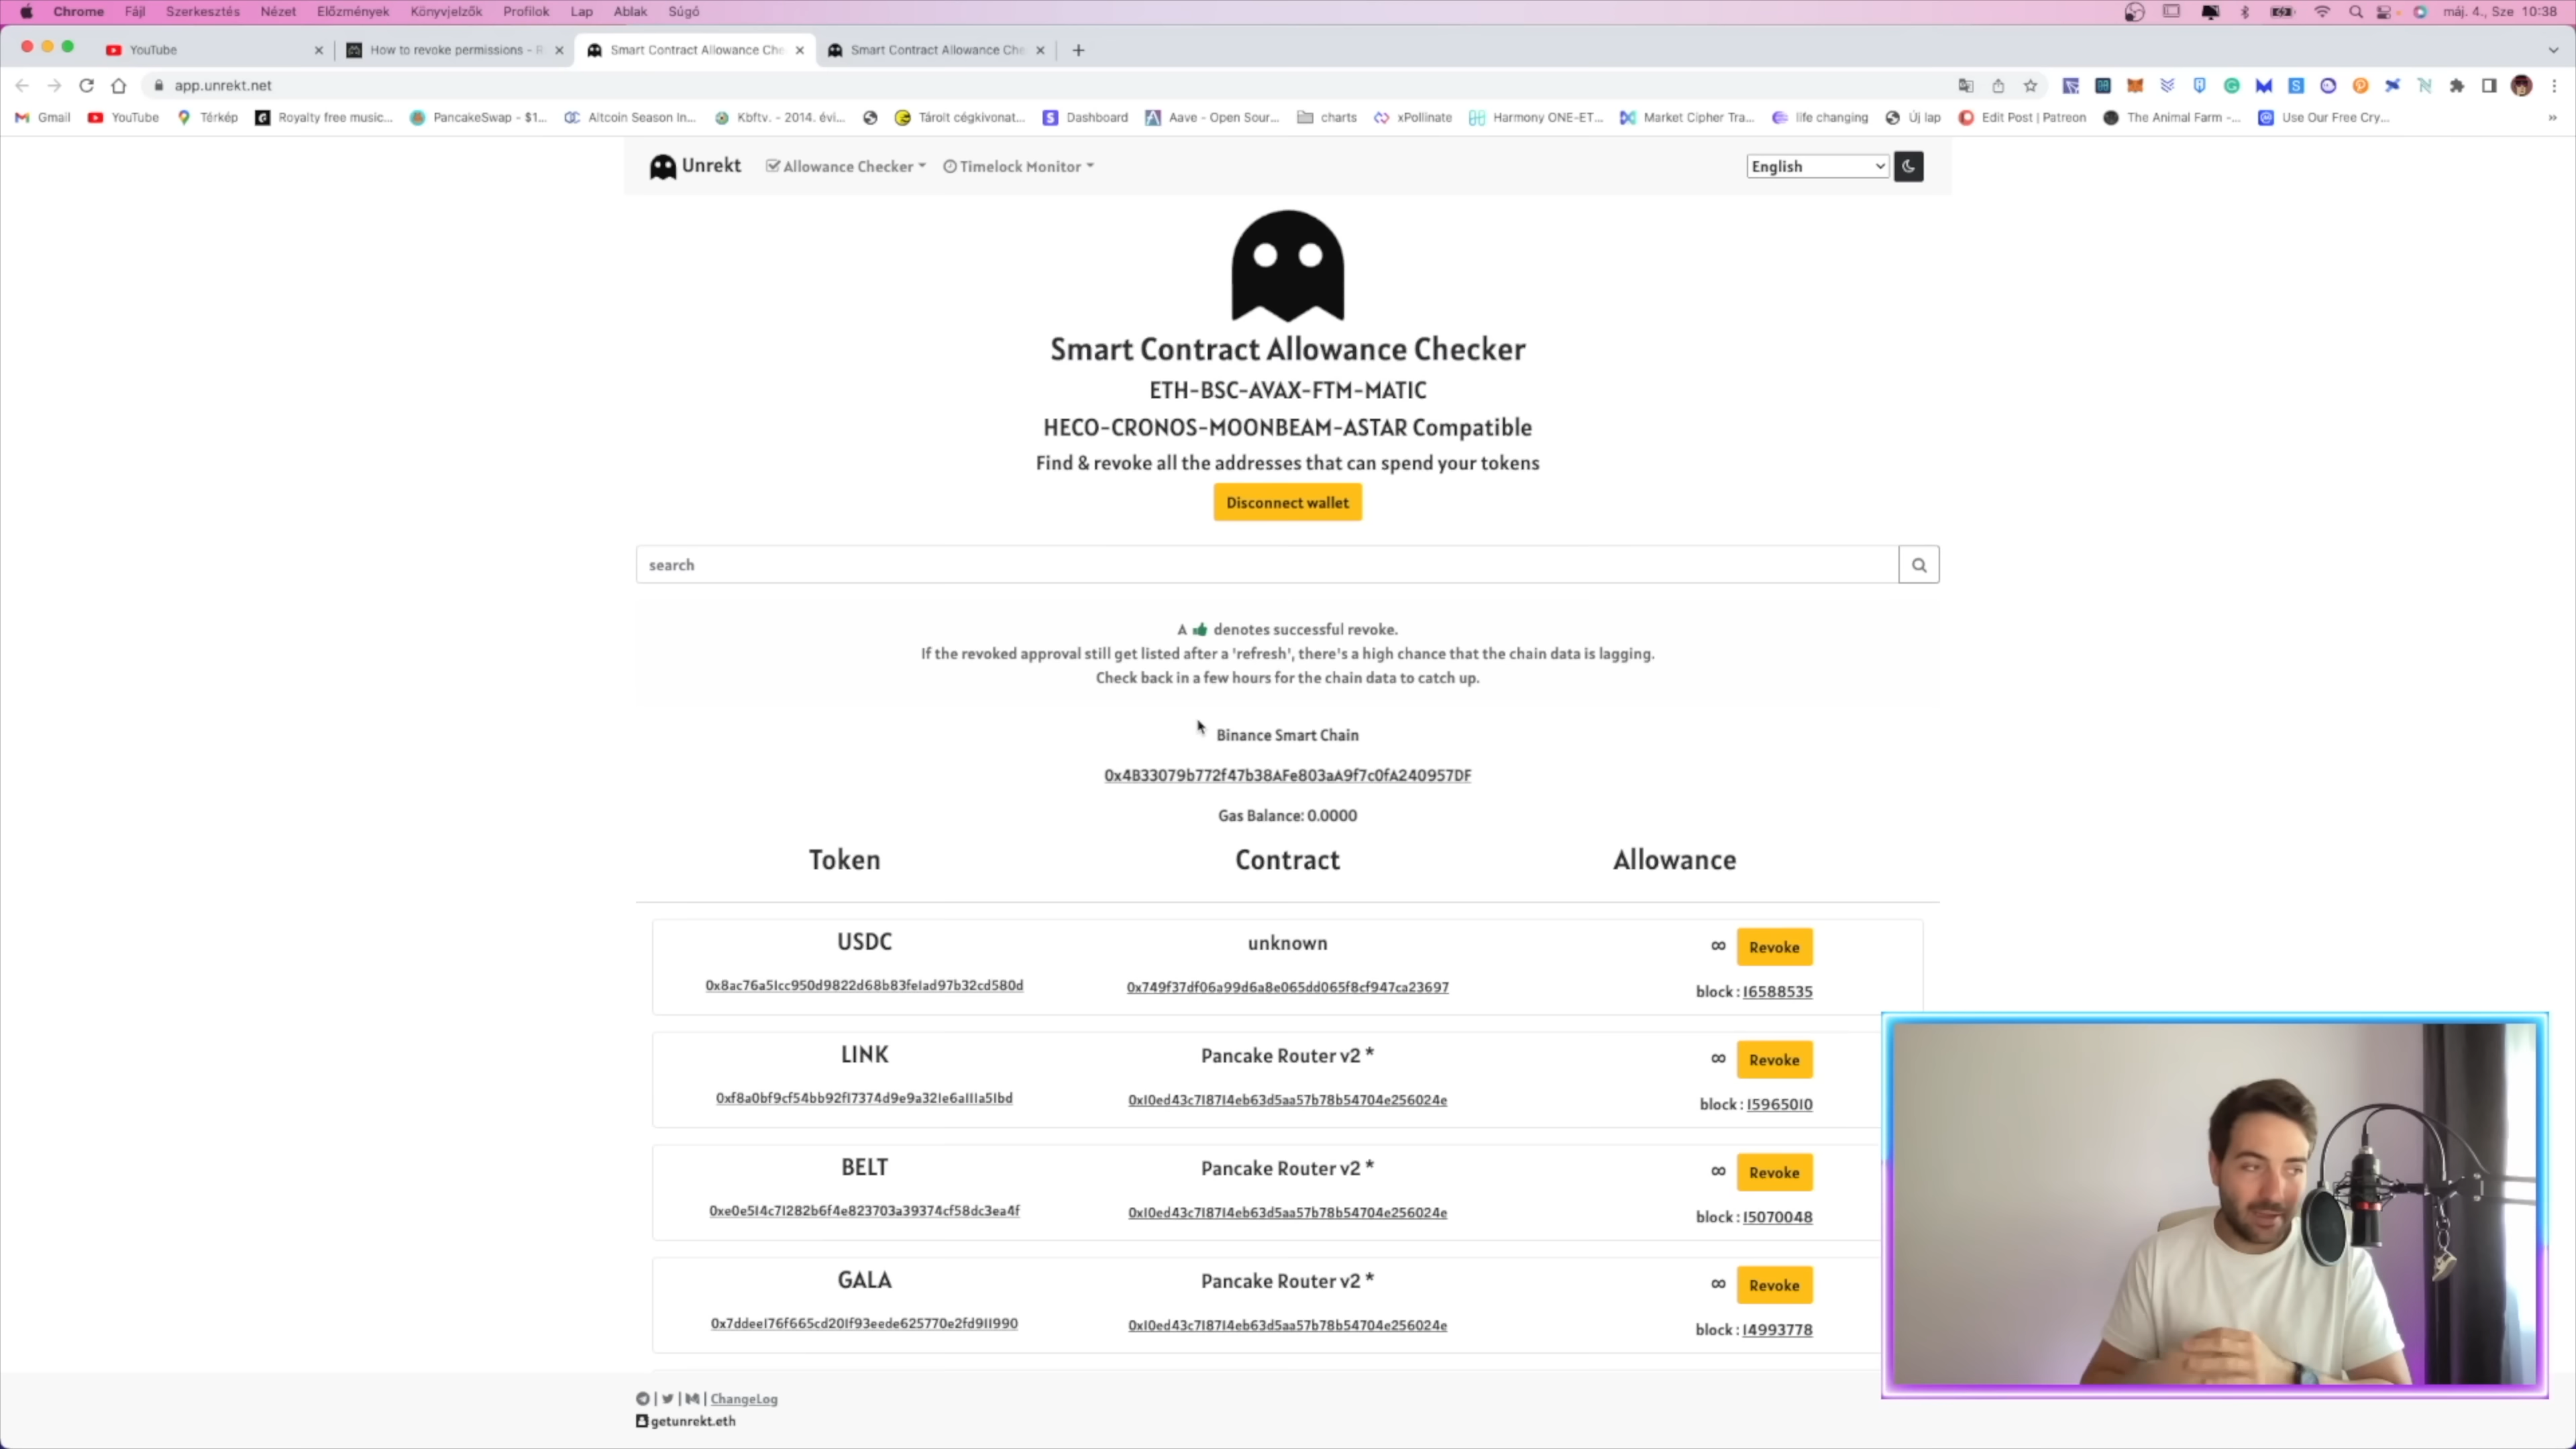 Chrome Fájl Szerkesztés Nézet Előzmények Könyvjelzők Profilok Lap Ablak Súgó máj. 4., Sze 10:38
YouTube How to revoke permissions - R Smart Contract Allowance Che Smart Contract Allowance Che
app.unrekt.net
Gmail YouTube Térkép Royalty free music... PancakeSwap - $1... Altcoin Season In... Kbftv. - 2014. évi... Tárolt cégkivonat... Dashboard Aave - Open Sour... charts xPollinate Harmony ONE-ET... Market Cipher Tra... life changing Új lap Edit Post | Patreon The Animal Farm -... Use Our Free Cry... »
Unrekt Allowance Checker Timelock Monitor English
Smart Contract Allowance Checker
ETH-BSC-AVAX-FTM-MATIC
HECO-CRONOS-MOONBEAM-ASTAR Compatible
Find & revoke all the addresses that can spend your tokens
Disconnect wallet
search
A 👍 denotes successful revoke.
If the revoked approval still get listed after a 'refresh', there's a high chance that the chain data is lagging.
Check back in a few hours for the chain data to catch up.
Binance Smart Chain
0x4B33079b772f47b38AFe803aA9f7c0fA240957DF
Gas Balance: 0.0000
Token Contract Allowance
USDC unknown ∞ Revoke
0x8ac76a51cc950d9822d68b83fe1ad97b32cd580d 0x749f37df06a99d6a8e065dd065f8cf947ca23697 block : 16588535
LINK Pancake Router v2 * ∞ Revoke
0xf8a0bf9cf54bb92f17374d9e9a321e6a111a51bd 0x10ed43c718714eb63d5aa57b78b54704e256024e block : 15965010
BELT Pancake Router v2 * ∞ Revoke
0xe0e514c71282b6f4e823703a39374cf58dc3ea4f 0x10ed43c718714eb63d5aa57b78b54704e256024e block : 15070048
GALA Pancake Router v2 * ∞ Revoke
0x7ddee176f665cd201f93eede625770e2fd911990 0x10ed43c718714eb63d5aa57b78b54704e256024e block : 14993778
| | | ChangeLog
getunrekt.eth